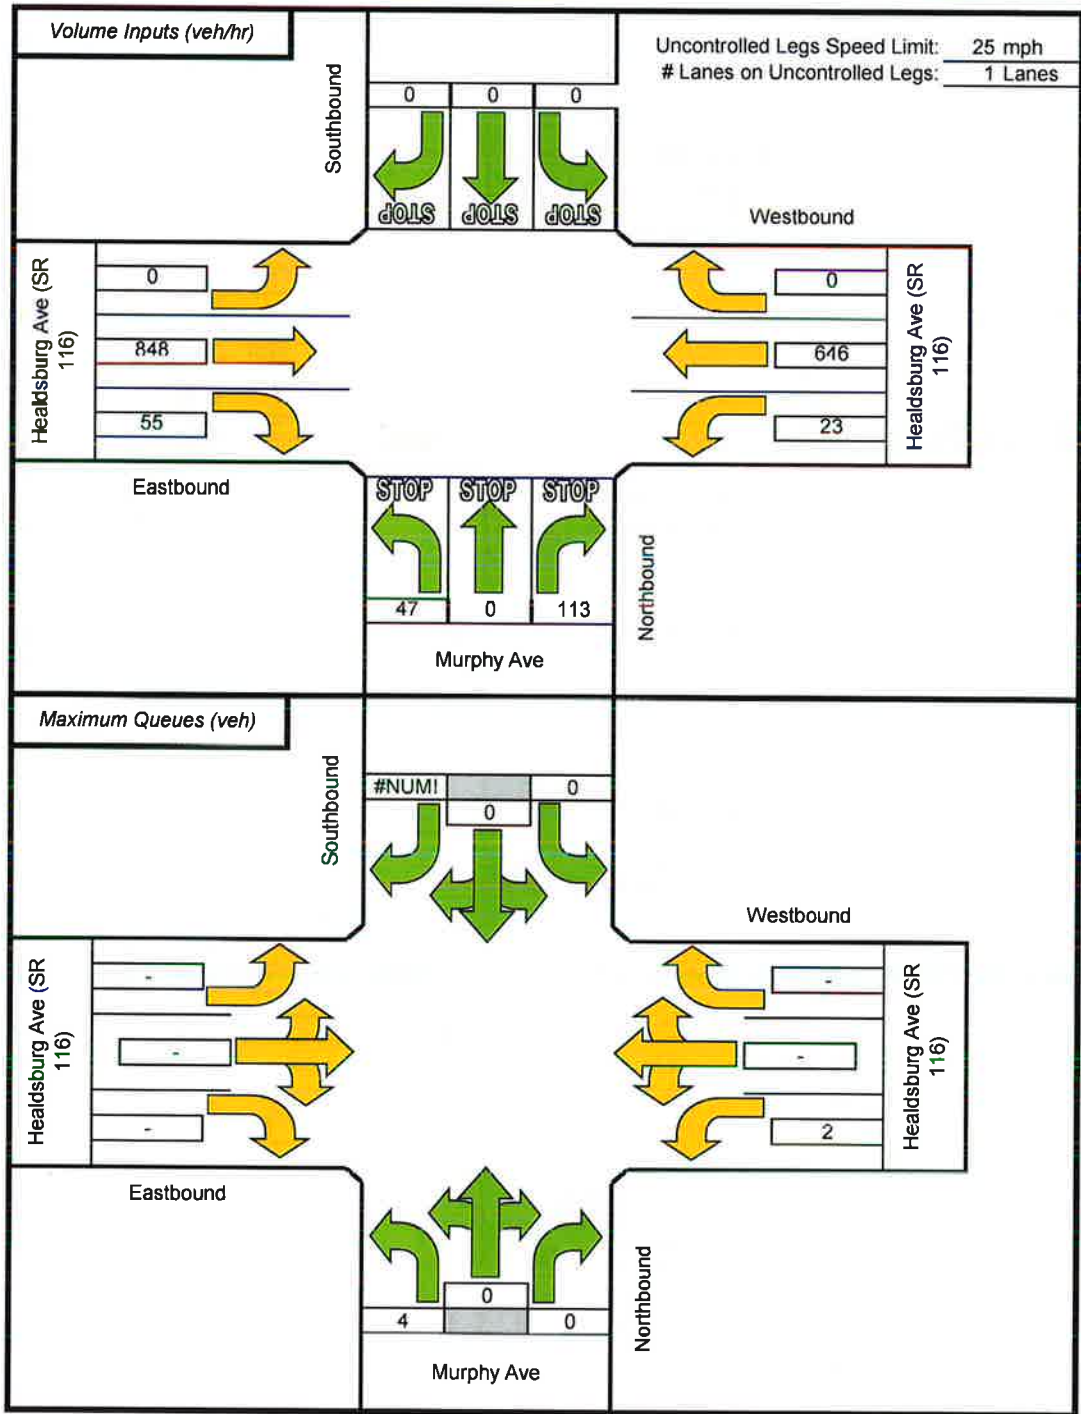 Volume Inputs (veh/hr)
Uncontrolled Legs Speed Limit: 25 mph
# Lanes on Uncontrolled Legs: 1 Lanes
Southbound
0 0 0
STOP STOP STOP
Westbound
Healdsburg Ave (SR
116)
0
848
55
0
646
23
Healdsburg Ave (SR
116)
Eastbound
STOP STOP STOP
47 0 113
Northbound
Murphy Ave
Maximum Queues (veh)
Southbound
#NUM! 0
0
Westbound
Healdsburg Ave (SR
116)
-
-
-
-
-
2
Healdsburg Ave (SR
116)
Eastbound
0
4 0
Northbound
Murphy Ave